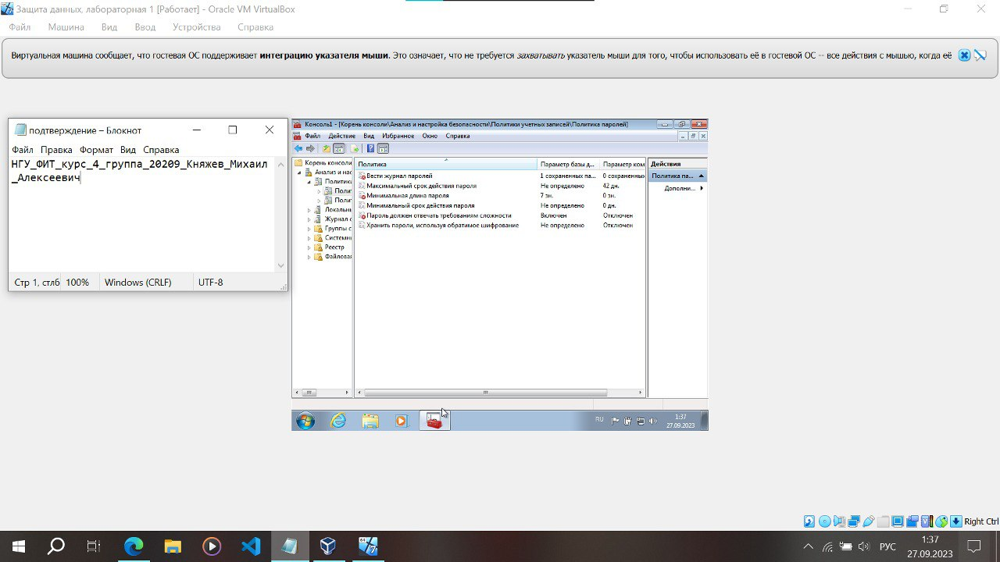 Защита данных, лабораторная 1 [Работает] - Oracle VM VirtualBox
Файл Машина Вид Ввод Устройства Справка
Виртуальная машина сообщает, что гостевая ОС поддерживает интеграцию указателя мыши. Это означает, что не требуется захватывать указатель мыши для того, чтобы использовать её в гостевой ОС -- все действия с мышью, когда её
подтверждение – Блокнот
Файл Правка Формат Вид Справка
НГУ_ФИТ_курс_4_группа_20209_Княжев_Михаил
_Алексеевич
Стр 1, стлб 100% Windows (CRLF) UTF-8
Консоль1 - [Корень консоли\Анализ и настройка безопасности\Политики учетных записей\Политика паролей]
Файл Действие Вид Избранное Окно Справка
Корень консоли
Анализ и нас
Политик
Поли
Поли
Локальн
Журнал с
Группы с
Системн
Реестр
Файлова
Политика Параметр базы д... Параметр ком
Вести журнал паролей 1 сохраненных па... 0 сохраненных
Максимальный срок действия пароля Не определено 42 дн.
Минимальная длина пароля 7 зн. 0 зн.
Минимальный срок действия пароля Не определено 0 дн.
Пароль должен отвечать требованиям сложности Включен Отключен
Хранить пароли, используя обратимое шифрование Не определено Отключен
Действия
Политика па...
Дополни...
RU
1:37
27.09.2023
Right Ctrl
64
РУС
1:37
27.09.2023